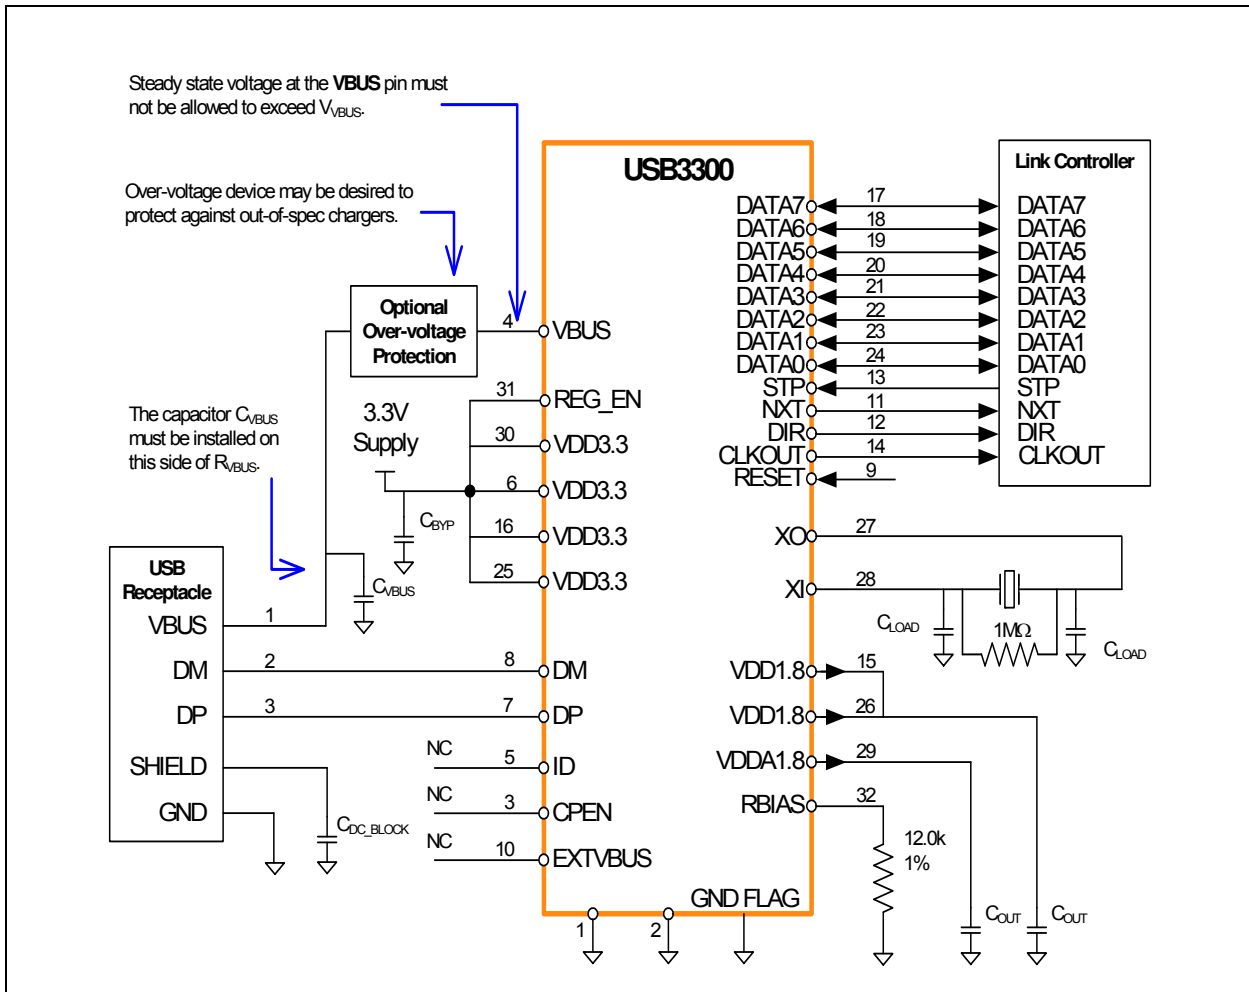 Steady state voltage at the VBUS pin must
not be allowed to exceed VVBUS.
Over-voltage device may be desired to
protect against out-of-spec chargers.
Optional
Over-voltage
Protection
The capacitor CVBUS
must be installed on
this side of RVBUS.
3.3V
Supply
CBYP
CVBUS
USB
Receptacle
VBUS 1
DM 2
DP 3
SHIELD
GND
CDC_BLOCK
USB3300
4 VBUS
31 REG_EN
30 VDD3.3
6 VDD3.3
16 VDD3.3
25 VDD3.3
8 DM
7 DP
NC 5 ID
NC 3 CPEN
NC 10 EXTVBUS
1
2
GND FLAG
Link Controller
DATA7 17 DATA7
DATA6 18 DATA6
DATA5 19 DATA5
DATA4 20 DATA4
DATA3 21 DATA3
DATA2 22 DATA2
DATA1 23 DATA1
DATA0 24 DATA0
STP 13 STP
NXT 11 NXT
DIR 12 DIR
CLKOUT 14 CLKOUT
RESET 9
XO 27
XI 28
CLOAD
1MΩ
CLOAD
VDD1.8 15
VDD1.8 26
VDDA1.8 29
RBIAS 32
12.0k
1%
COUT
COUT